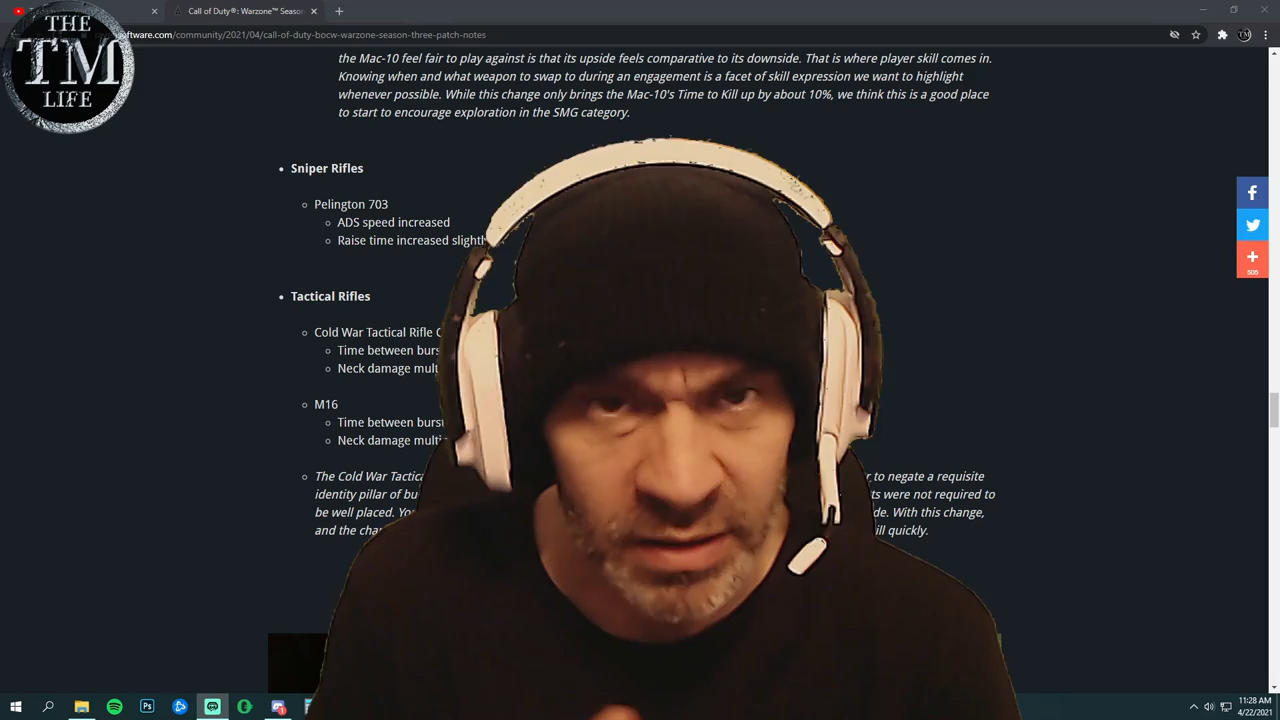 THE
TM
LIFE
Call of Duty®: Warzone™ Seaso
software.com/community/2021/04/call-of-duty-bocw-warzone-season-three-patch-notes
the Mac-10 feel fair to play against is that its upside feels comparative to its downside. That is where player skill comes in.
Knowing when and what weapon to swap to during an engagement is a facet of skill expression we want to highlight
whenever possible. While this change only brings the Mac-10's Time to Kill up by about 10%, we think this is a good place
to start to encourage exploration in the SMG category.
Sniper Rifles
Pelington 703
ADS speed increased
Raise time increased slightl
Tactical Rifles
Cold War Tactical Rifle C
Time between burs
Neck damage mult
M16
Time between burst
Neck damage multi
The Cold War Tactica r to negate a requisite
identity pillar of bu ts were not required to
be well placed. You de. With this change,
and the cha ill quickly.
505
Ps
11:28 AM
4/22/2021